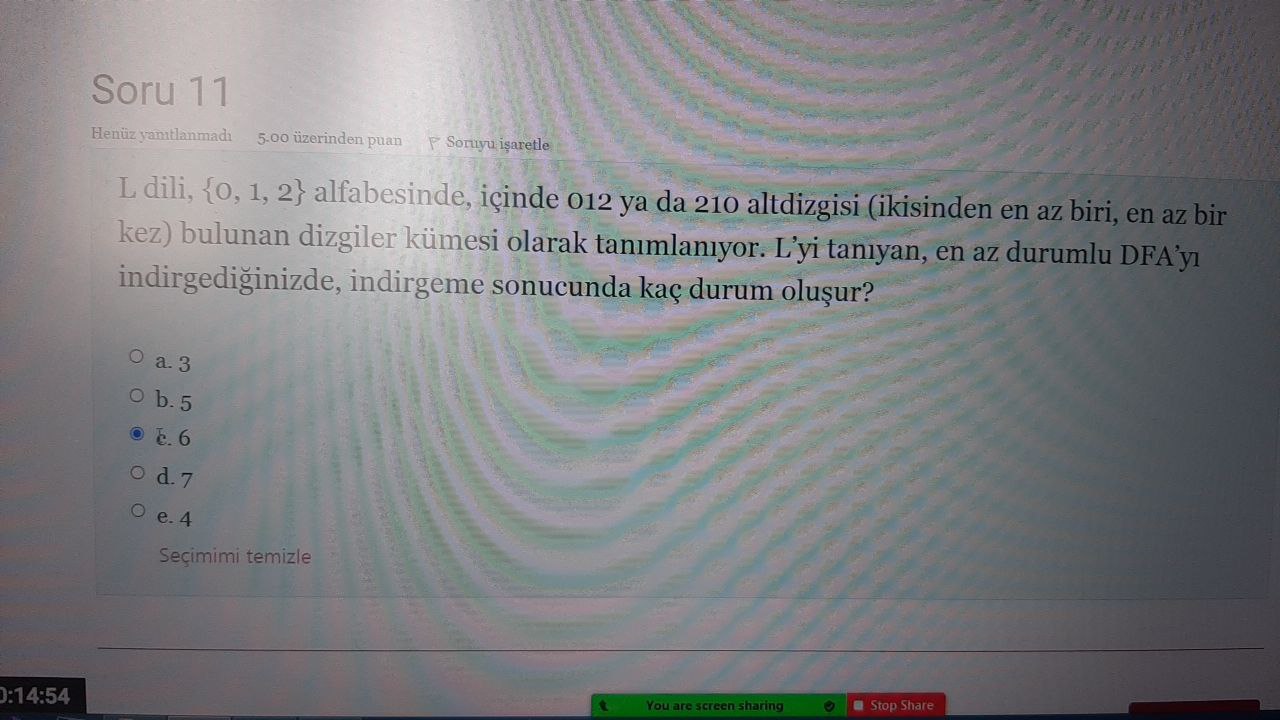 Soru 11
Henüz yanıtlanmadı 5.00 üzerinden puan Soruyu işaretle
L dili, {0, 1, 2} alfabesinde, içinde 012 ya da 210 altdizgisi (ikisinden en az biri, en az bir
kez) bulunan dizgiler kümesi olarak tanımlanıyor. L'yi tanıyan, en az durumlu DFA'yı
indirgediğinizde, indirgeme sonucunda kaç durum oluşur?
a. 3
b. 5
c. 6
d. 7
e. 4
Seçimimi temizle
0:14:54
You are screen sharing
Stop Share